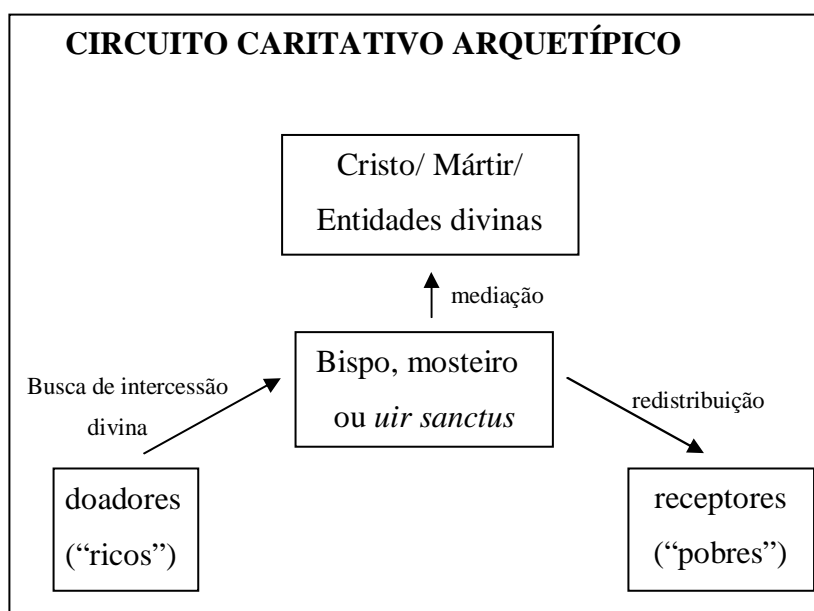 CIRCUITO CARITATIVO ARQUETÍPICO
Cristo/ Mártir/
Entidades divinas
mediação
Bispo, mosteiro
ou uir sanctus
Busca de intercessão
divina
redistribuição
doadores
(“ricos”)
receptores
(“pobres”)